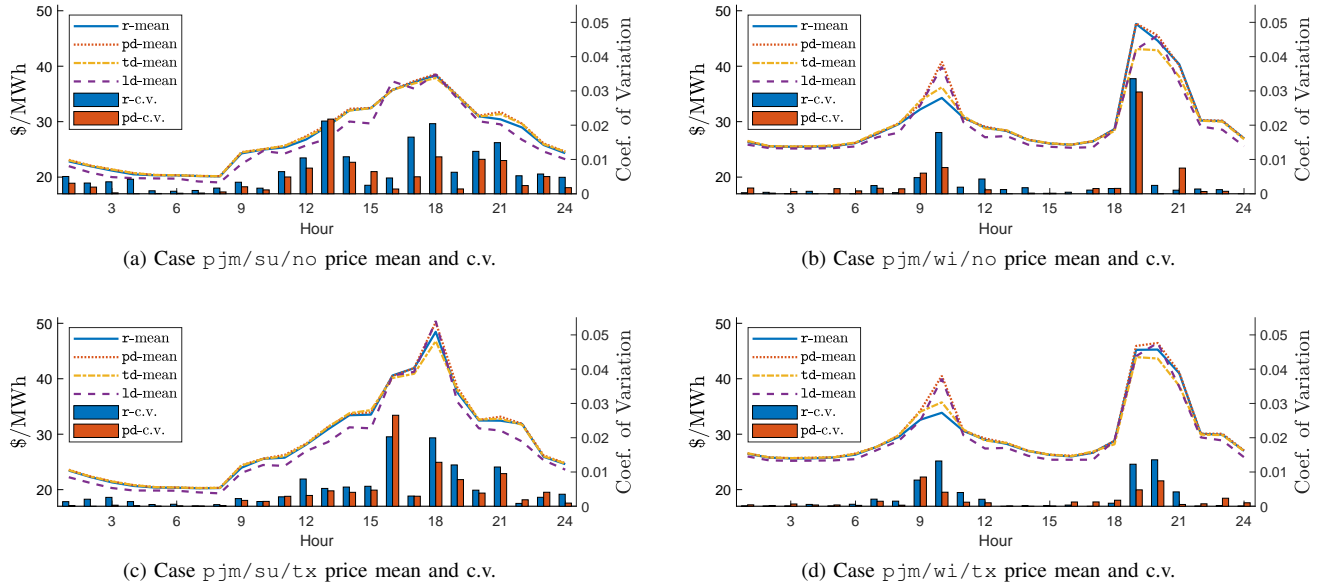 50
40
30
20
$/MWh
r-mean
pd-mean
td-mean
ld-mean
r-c.v.
pd-c.v.
0.05
0.04
0.03
0.02
0.01
0
Coef. of Variation
3 6 9 12 15 18 21 24
Hour
(a) Case pjm/su/no price mean and c.v.
50
40
30
20
$/MWh
r-mean
pd-mean
td-mean
ld-mean
r-c.v.
pd-c.v.
0.05
0.04
0.03
0.02
0.01
0
Coef. of Variation
3 6 9 12 15 18 21 24
Hour
(b) Case pjm/wi/no price mean and c.v.
50
40
30
20
$/MWh
r-mean
pd-mean
td-mean
ld-mean
r-c.v.
pd-c.v.
0.05
0.04
0.03
0.02
0.01
0
Coef. of Variation
3 6 9 12 15 18 21 24
Hour
(c) Case pjm/su/tx price mean and c.v.
50
40
30
20
$/MWh
r-mean
pd-mean
td-mean
ld-mean
r-c.v.
pd-c.v.
0.05
0.04
0.03
0.02
0.01
0
Coef. of Variation
3 6 9 12 15 18 21 24
Hour
(d) Case pjm/wi/tx price mean and c.v.